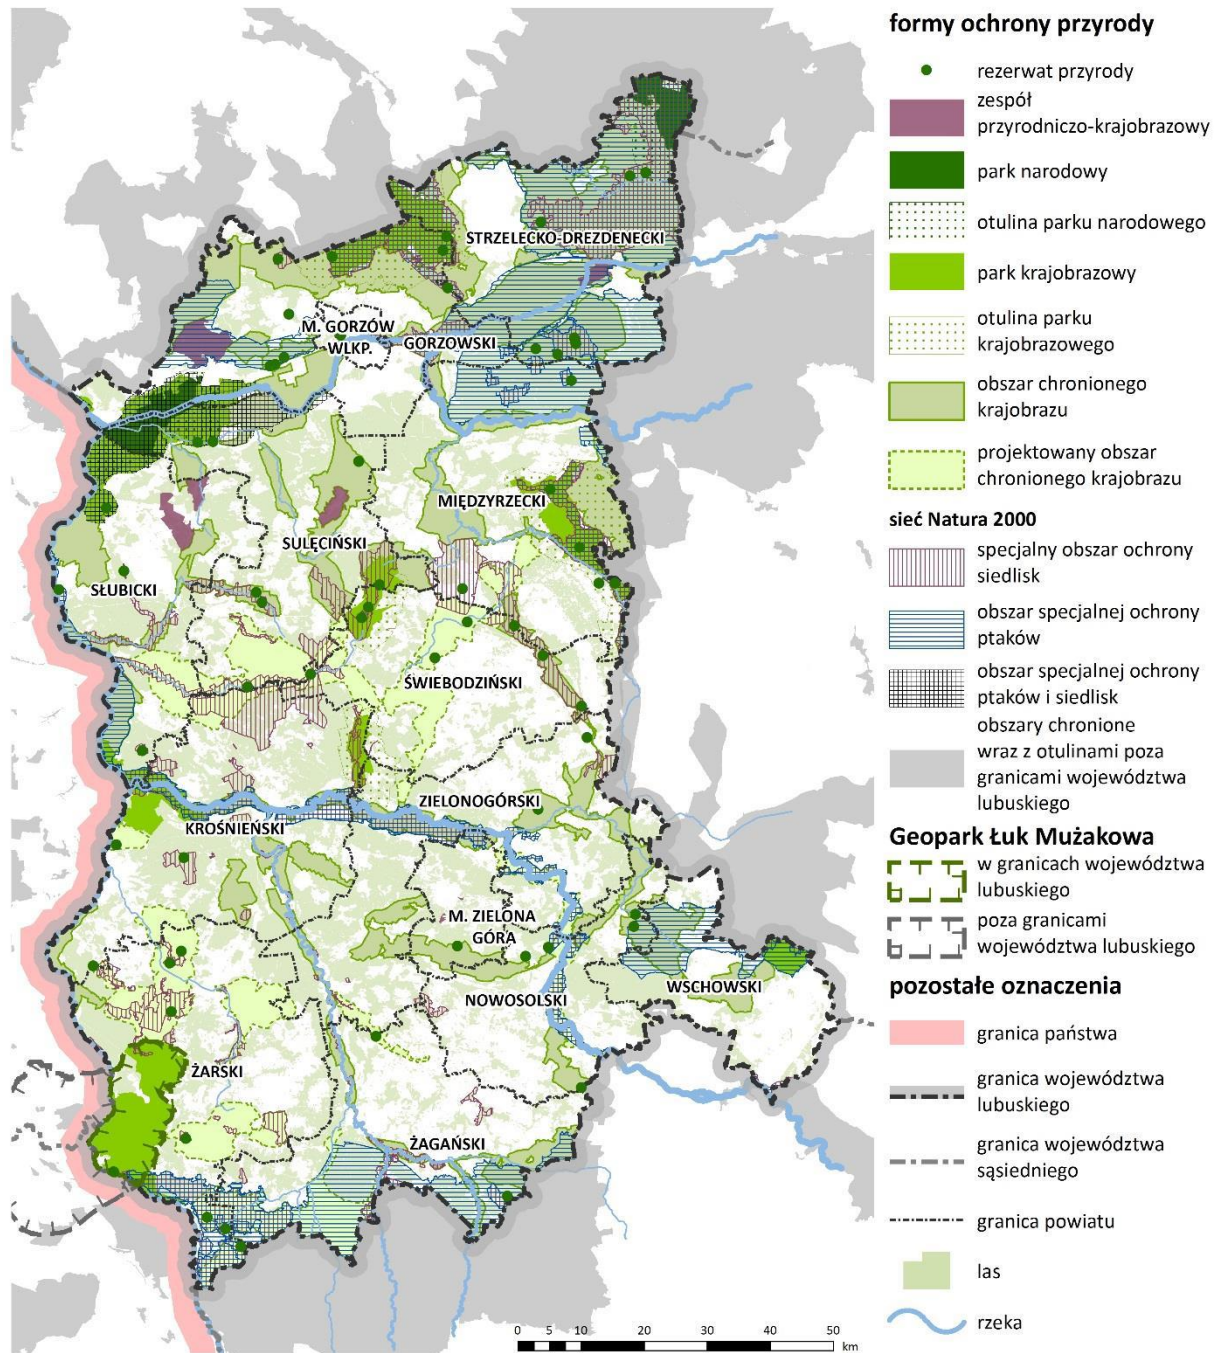 STRZELECKO-DREZDENECKI
M. GORZÓW
WLKP.
GORZOWSKI
MIĘDZYRZECKI
SULĘCIŃSKI
SŁUBICKI
ŚWIEBODZIŃSKI
ZIELONOGÓRSKI
KROŚNIEŃSKI
M. ZIELONA
GÓRA
NOWOSOLSKI
WSCHOWSKI
ŻARSKI
ŻAGAŃSKI
0 5 10 20 30 40 50
km
formy ochrony przyrody
rezerwat przyrody
zespół
przyrodniczo-krajobrazowy
park narodowy
otulina parku narodowego
park krajobrazowy
otulina parku
krajobrazowego
obszar chronionego
krajobrazu
projektowany obszar
chronionego krajobrazu
sieć Natura 2000
specjalny obszar ochrony
siedlisk
obszar specjalnej ochrony
ptaków
obszar specjalnej ochrony
ptaków i siedlisk
obszary chronione
wraz z otulinami poza
granicami województwa
lubuskiego
Geopark Łuk Mużakowa
w granicach województwa
lubuskiego
poza granicami
województwa lubuskiego
pozostałe oznaczenia
granica państwa
granica województwa
lubuskiego
granica województwa
sąsiedniego
granica powiatu
las
rzeka